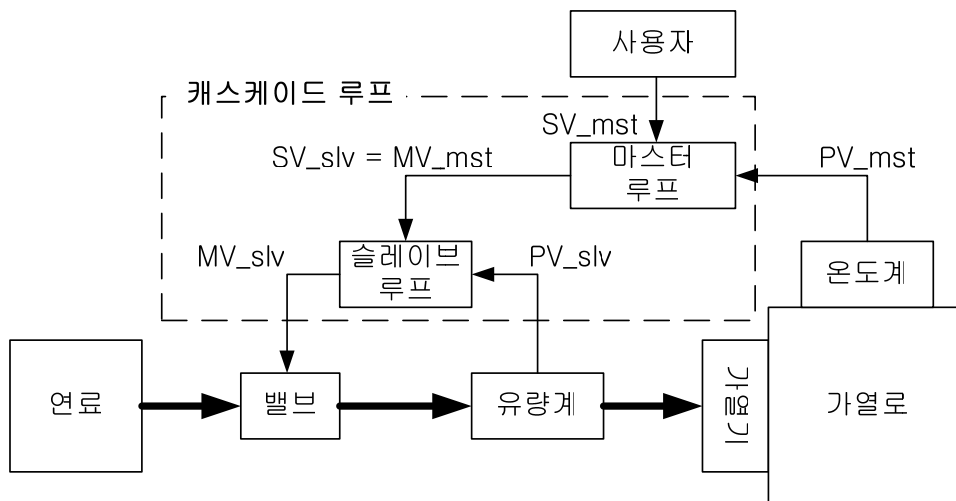 사용자
캐스케이드 루프
SV_mst
SV_slv = MV_mst
마스터
루프
PV_mst
MV_slv
슬레이브
루프
PV_slv
온도계
연료
밸브
유량계
가열기
가열로